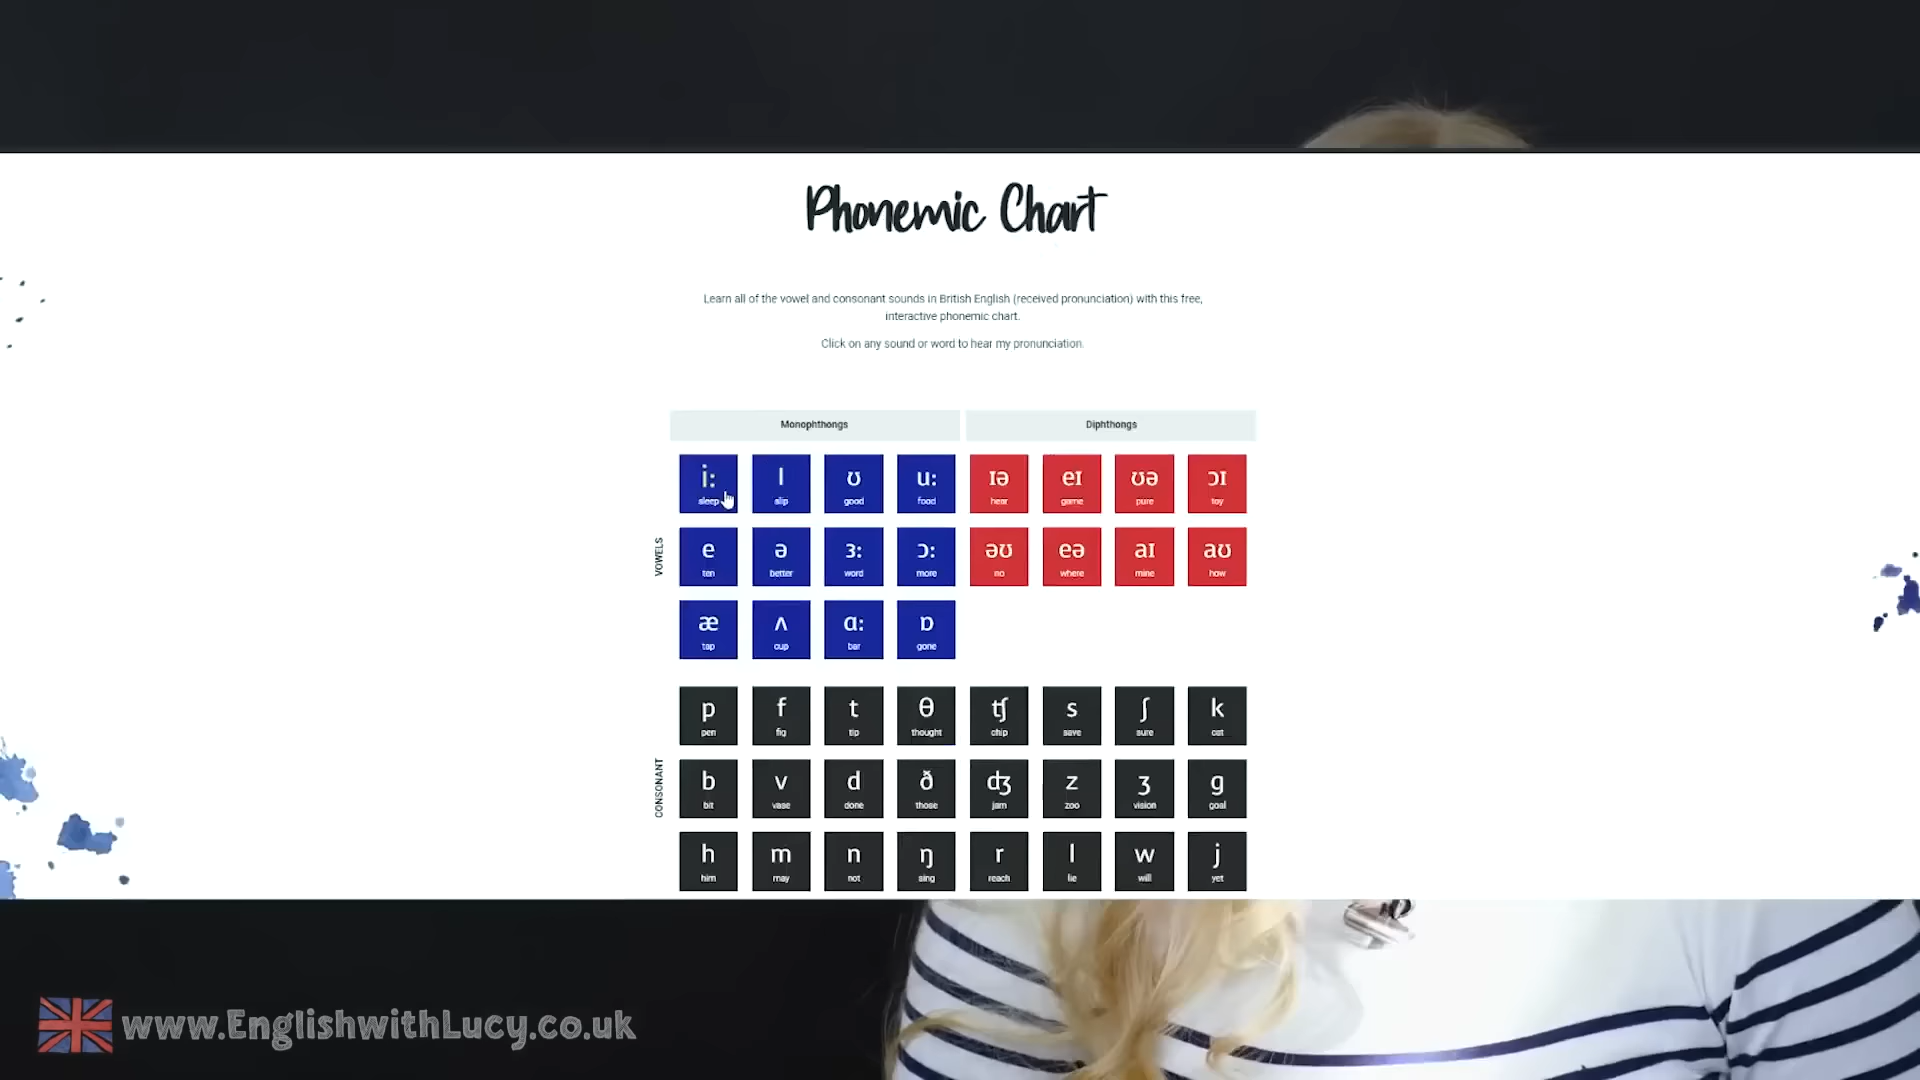 Phonemic Chart
Learn all of the vowel and consonant sounds in British English (received pronunciation) with this free,
interactive phonemic chart.
Click on any sound or word to hear my pronunciation.
Monophthongs Diphthongs
VOWELS
i: I ʊ u: ɪə eɪ ʊə ɔɪ
sleep slip good food hear game pure toy
e ə ɜ: ɔ: əʊ eə aɪ aʊ
ten better word more no where mine how
æ ʌ ɑ: ɒ
tap cup bar gone
CONSONANT
p f t θ ʧ s ʃ k
pen fig tip thought chip save sure cat
b v d ð ʤ z ʒ g
bit vase done those jam zoo vision goal
h m n ŋ r l w j
him may not sing reach lie will yet
www.EnglishwithLucy.co.uk